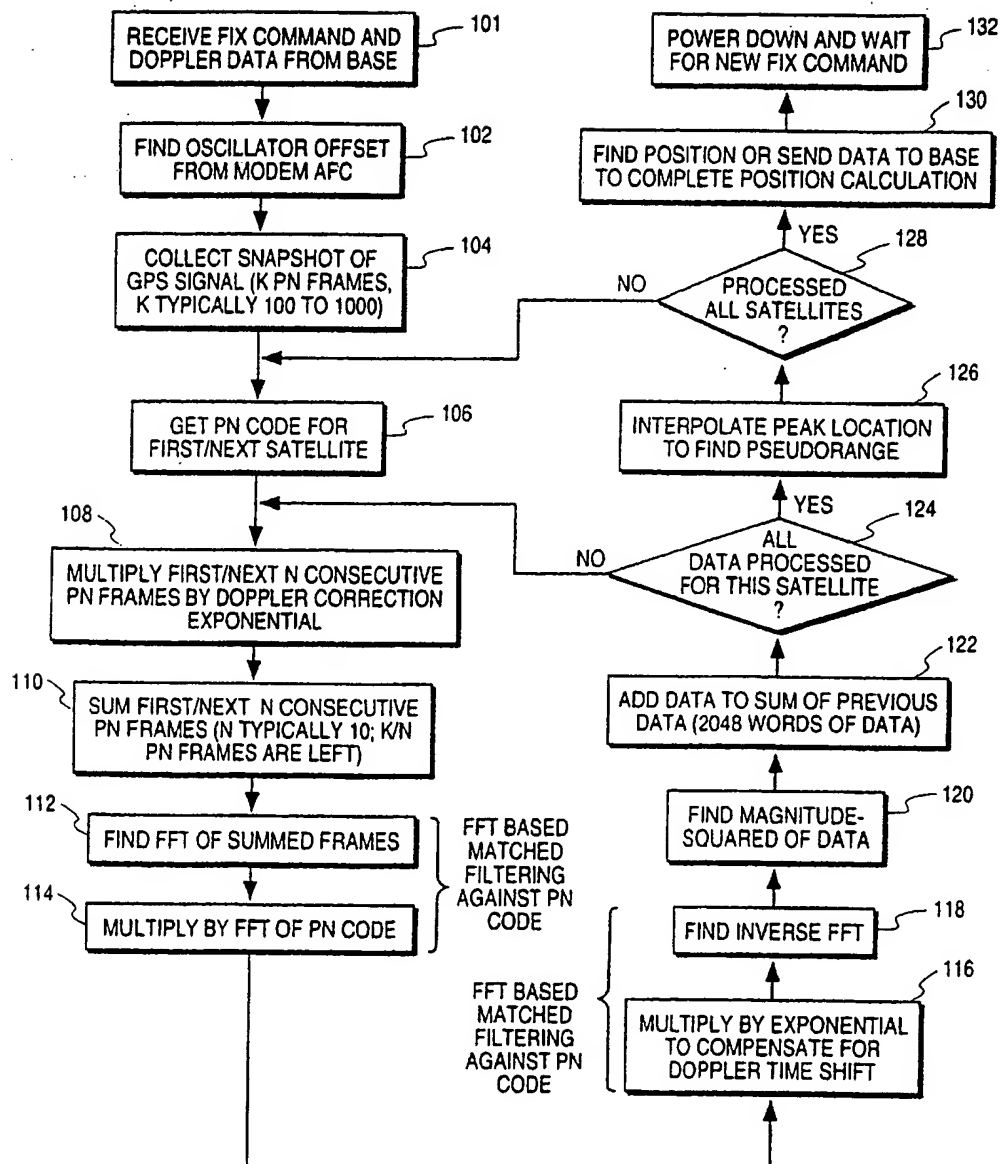 RECEIVE FIX COMMAND AND
DOPPLER DATA FROM BASE
101
FIND OSCILLATOR OFFSET
FROM MODEM AFC
102
COLLECT SNAPSHOT OF
GPS SIGNAL (K PN FRAMES,
K TYPICALLY 100 TO 1000)
104
GET PN CODE FOR
FIRST/NEXT SATELLITE
106
108
MULTIPLY FIRST/NEXT N CONSECUTIVE
PN FRAMES BY DOPPLER CORRECTION
EXPONENTIAL
110
SUM FIRST/NEXT N CONSECUTIVE
PN FRAMES (N TYPICALLY 10; K/N
PN FRAMES ARE LEFT)
112
FIND FFT OF SUMMED FRAMES
114
MULTIPLY BY FFT OF PN CODE
FFT BASED
MATCHED
FILTERING
AGAINST PN
CODE
POWER DOWN AND WAIT
FOR NEW FIX COMMAND
132
130
FIND POSITION OR SEND DATA TO BASE
TO COMPLETE POSITION CALCULATION
YES
128
NO
PROCESSED
ALL SATELLITES
?
126
INTERPOLATE PEAK LOCATION
TO FIND PSEUDORANGE
YES
124
NO
ALL
DATA PROCESSED
FOR THIS SATELLITE
?
122
ADD DATA TO SUM OF PREVIOUS
DATA (2048 WORDS OF DATA)
120
FIND MAGNITUDE-
SQUARED OF DATA
118
FIND INVERSE FFT
116
MULTIPLY BY EXPONENTIAL
TO COMPENSATE FOR
DOPPLER TIME SHIFT
FFT BASED
MATCHED
FILTERING
AGAINST PN
CODE